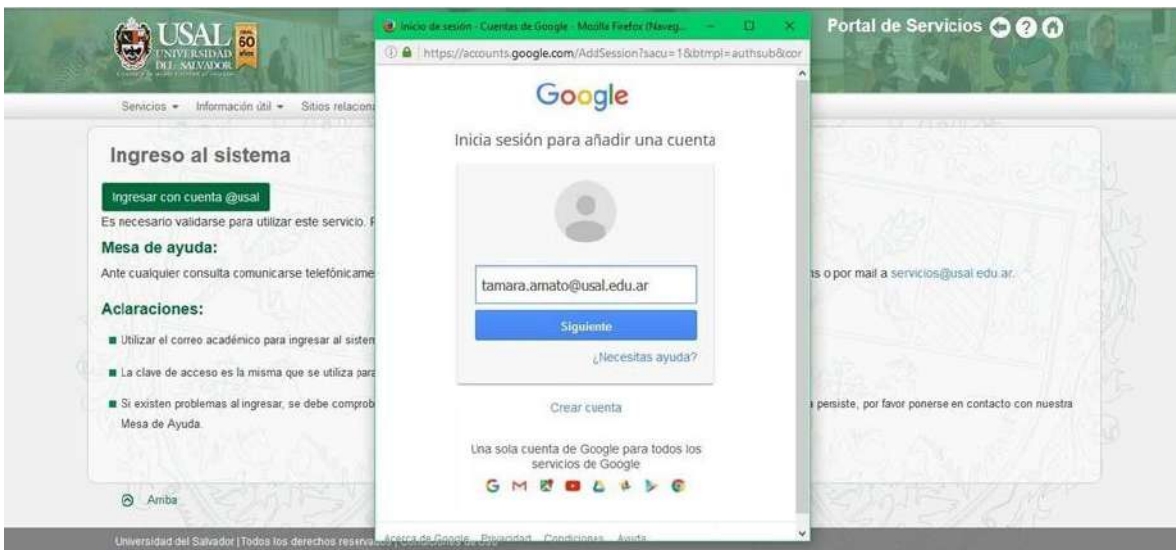 USAL
UNIVERSIDAD
DEL SALVADOR
60
Portal de Servicios
Servicios
Información útil
Sitios relacion
Ingreso al sistema
Ingresar con cuenta @usal
Es necesario validarse para utilizar este servicio.
Mesa de ayuda:
Ante cualquier consulta comunicarse telefónicame
o por mail a servicios@usal.edu.ar.
Aclaraciones:
Utilizar el correo académico para ingresar al sistem
La clave de acceso es la misma que se utiliza para
Si existen problemas al ingresar, se debe comprob
persiste, por favor ponerse en contacto con nuestra
Mesa de Ayuda.
Arriba
Universidad del Salvador | Todos los derechos reservados | Condiciones de Uso
Inicio de sesión - Cuentas de Google - Mozilla Firefox (Naveg...
https://accounts.google.com/AddSession?sacu=1&btmpl=authsub&cor
Google
Inicia sesión para añadir una cuenta
tamara.amato@usal.edu.ar
Siguiente
¿Necesitas ayuda?
Crear cuenta
Una sola cuenta de Google para todos los
servicios de Google
Acerca de Google Privacidad Condiciones Ayuda